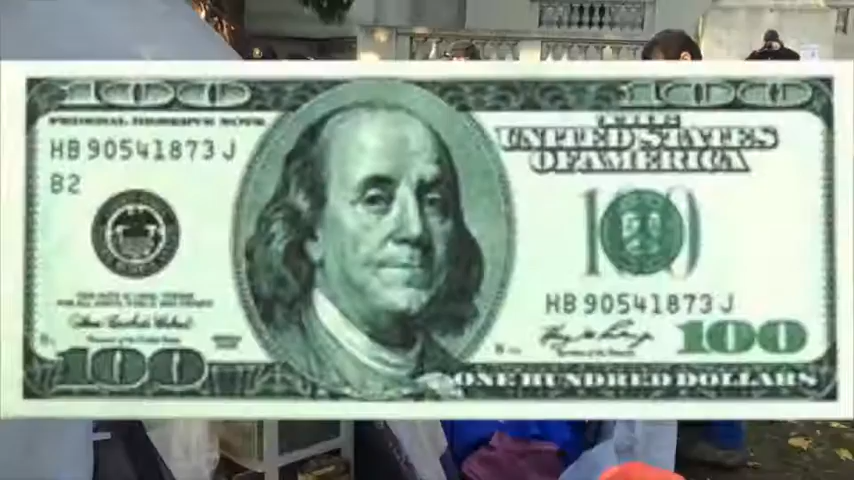 100 100
FEDERAL RESERVE NOTE
THE
UNITED STATES
OF AMERICA
HB 90541873 J
B2
100
HB 90541873 J
100
100
ONE HUNDRED DOLLARS